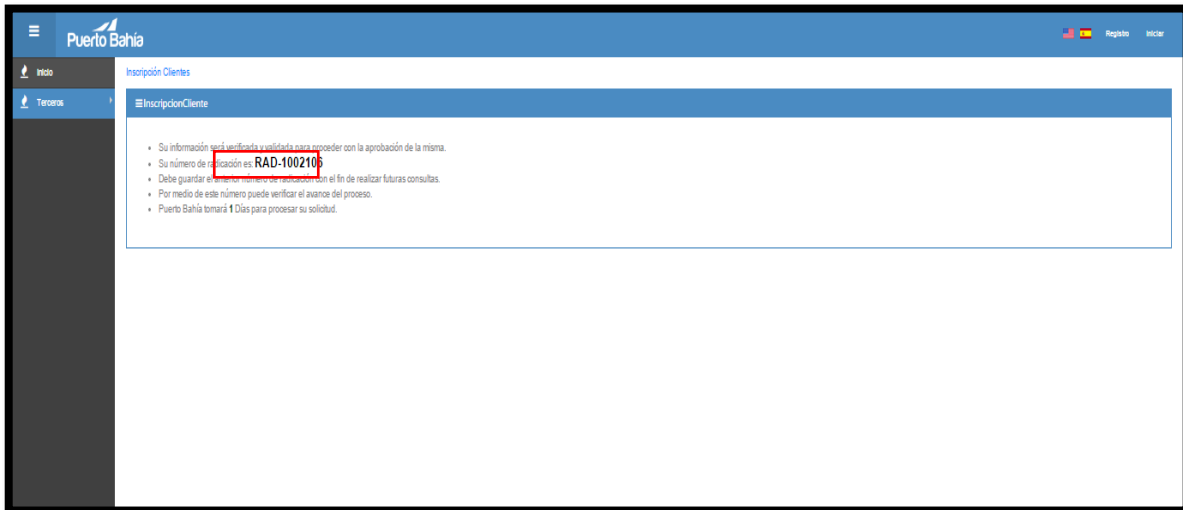 Puerto Bahía
Registro
Iniciar
Inicio
Terceros
Inscripción Clientes
InscripcionCliente
Su información será verificada y validada para proceder con la aprobación de la misma.
Su número de radicación es: RAD-1002106
Debe guardar el anterior número de radicación con el fin de realizar futuras consultas.
Por medio de este número puede verificar el avance del proceso.
Puerto Bahía tomará 1 Días para procesar su solicitud.